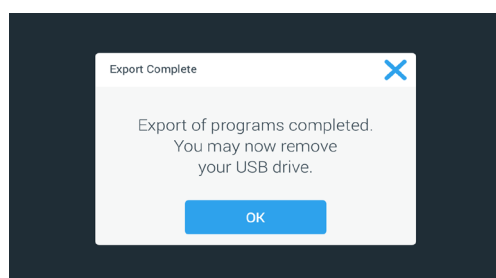 Export Complete
Export of programs completed.
You may now remove
your USB drive.
OK